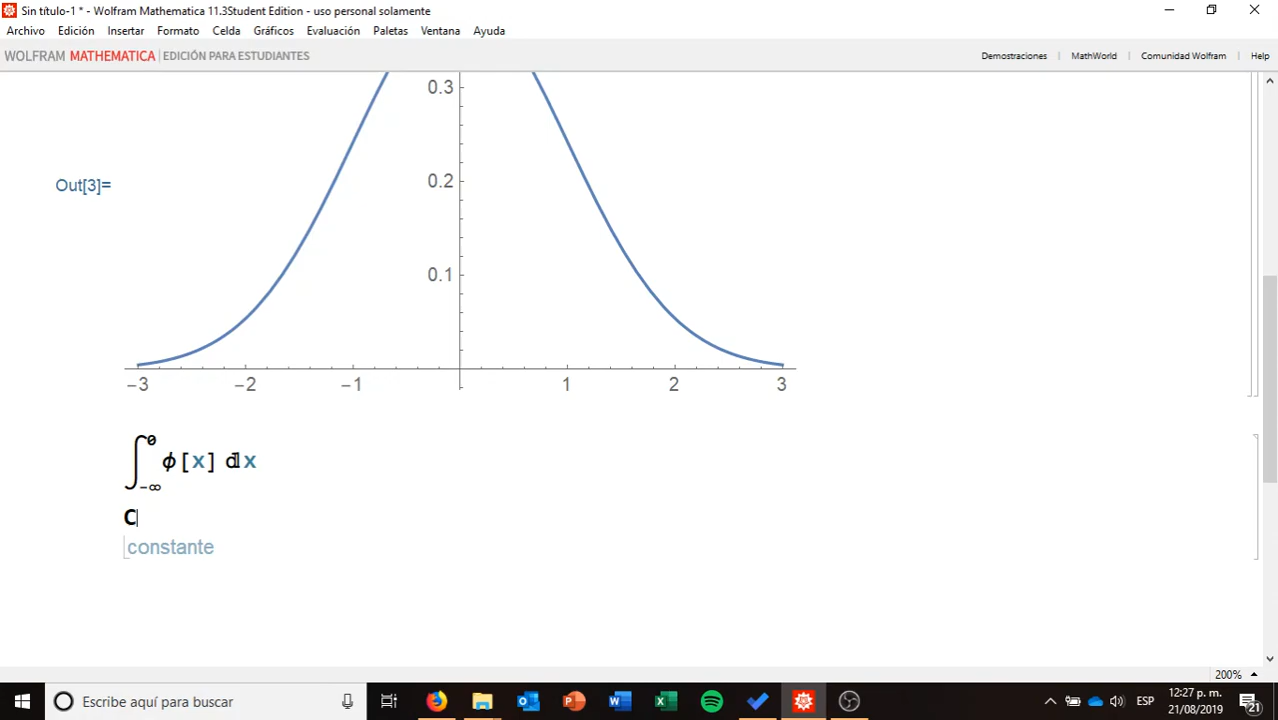 Sin título-1 * - Wolfram Mathematica 11.3Student Edition - uso personal solamente
Archivo Edición Insertar Formato Celda Gráficos Evaluación Paletas Ventana Ayuda
WOLFRAM MATHEMATICA | EDICIÓN PARA ESTUDIANTES Demostraciones | MathWorld | Comunidad Wolfram | Help
0.3
Out[3]= 0.2
0.1
−3 −2 −1 1 2 3
∫_{-∞}^{0} ϕ[x] ⅆx
C
constante
200%
Escribe aquí para buscar ESP 12:27 p. m.
21/08/2019 21